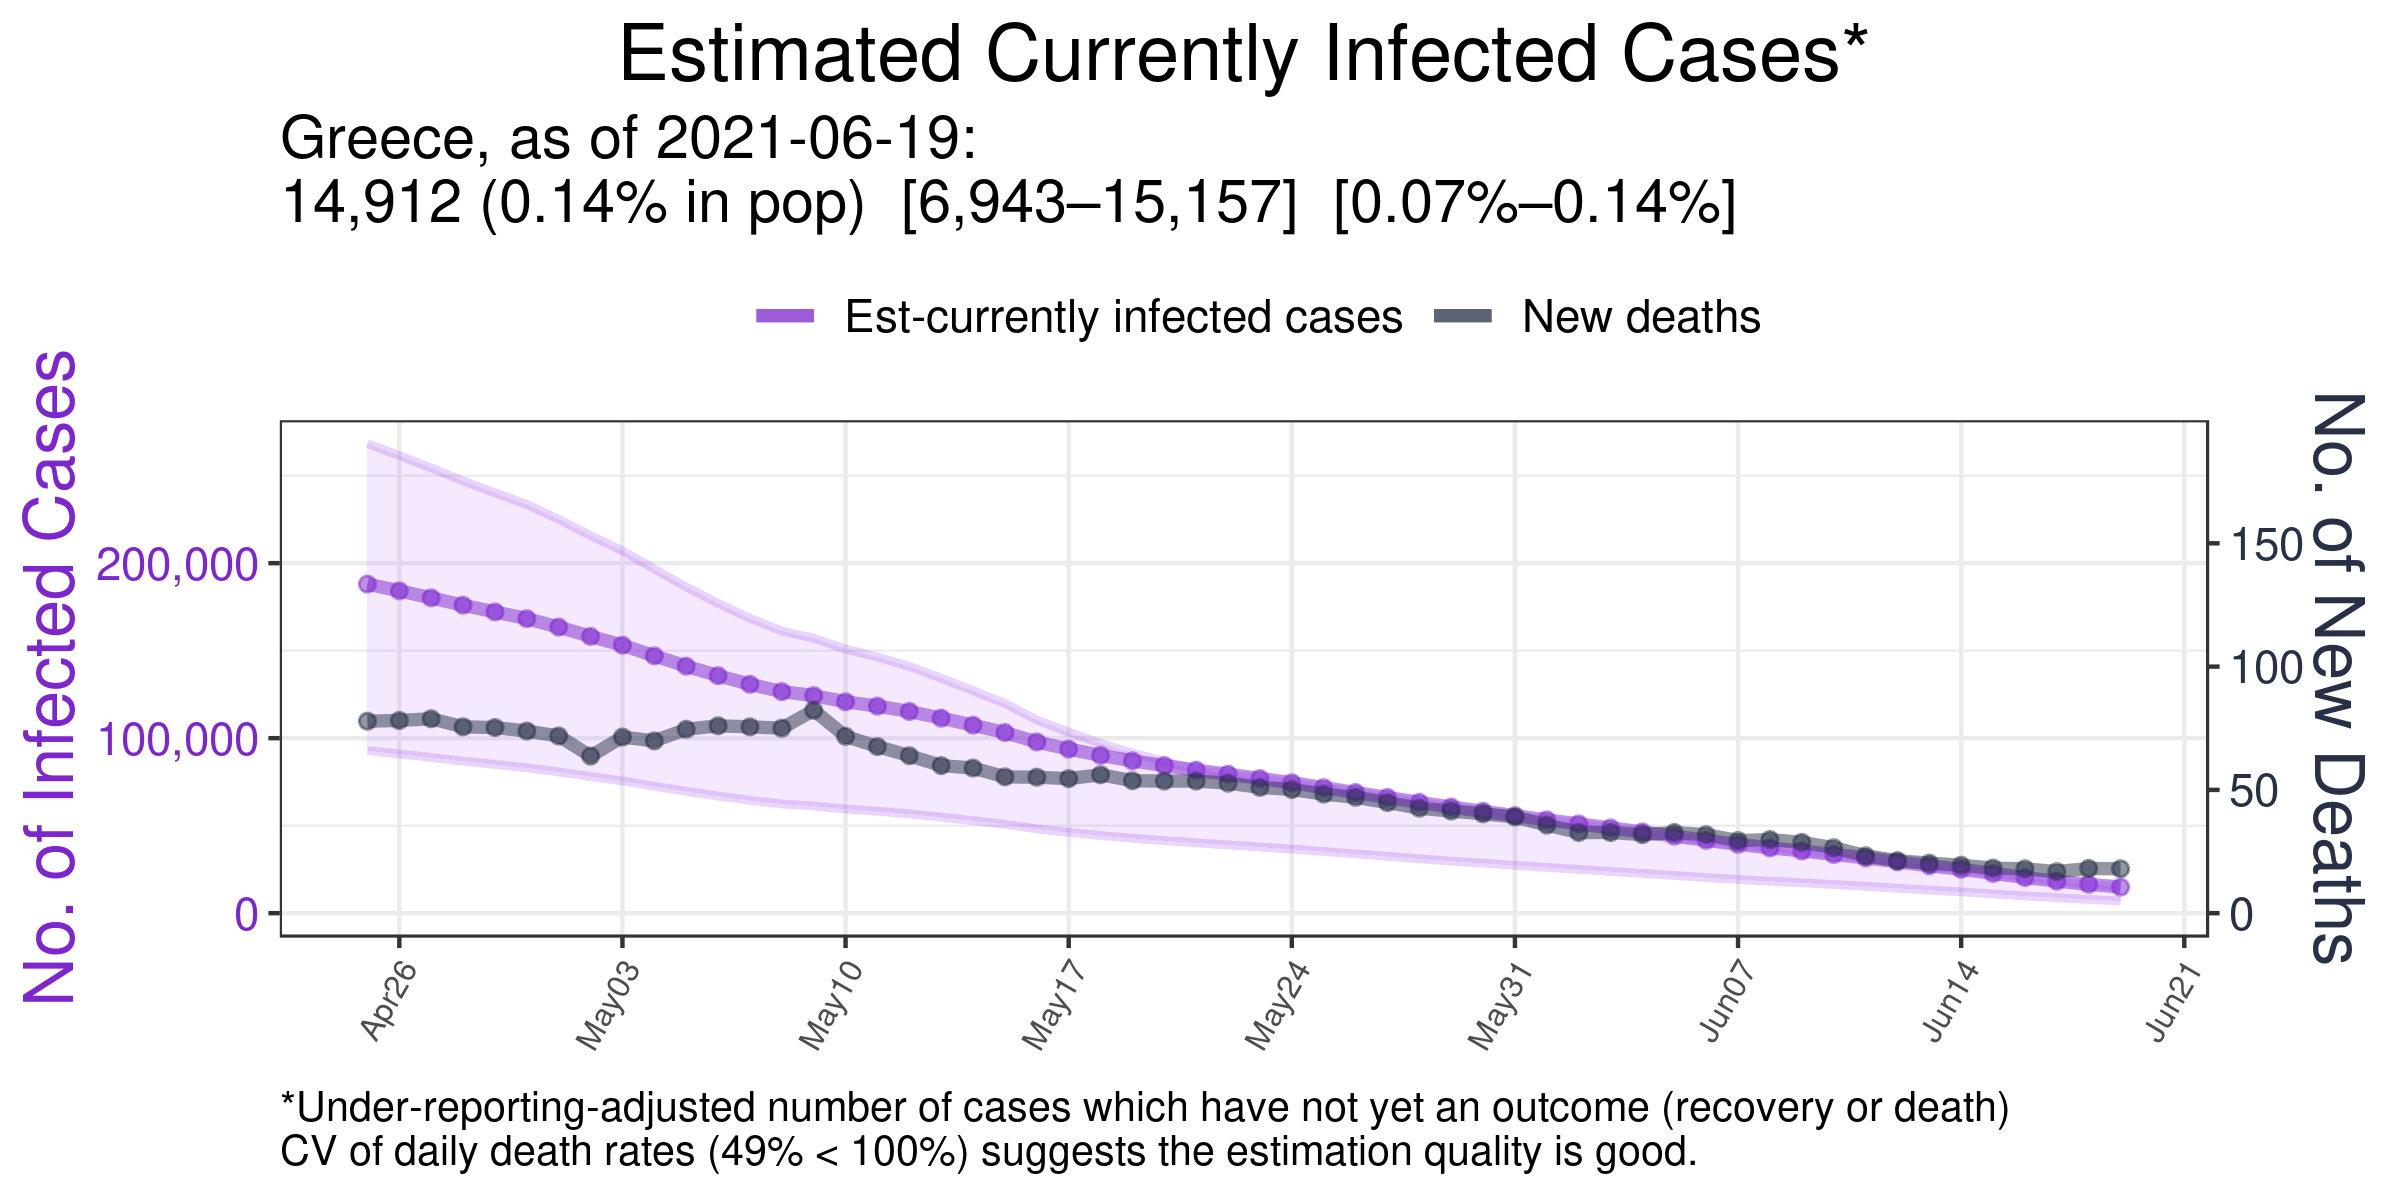 Estimated Currently Infected Cases*
Greece, as of 2021-06-19:
14,912 (0.14% in pop)  [6,943–15,157]  [0.07%–0.14%]
Est-currently infected cases
New deaths
No. of Infected Cases
200,000
100,000
0
No. of New Deaths
150
100
50
0
Apr26
May03
May10
May17
May24
May31
Jun07
Jun14
Jun21
*Under-reporting-adjusted number of cases which have not yet an outcome (recovery or death)
CV of daily death rates (49% < 100%) suggests the estimation quality is good.